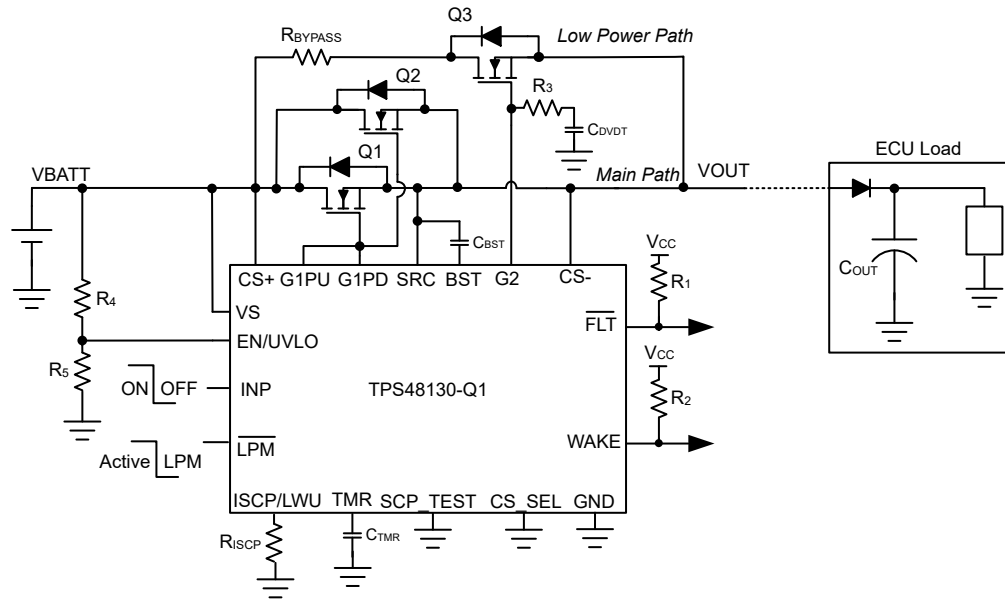 Q3
RBYPASS
Low Power Path
Q2
R3
CDVDT
Q1
ECU Load
VBATT
Main Path
VOUT
CBST
VCC
COUT
CS+ G1PU G1PD SRC BST G2 CS-
R1
R4
VS
FLT
EN/UVLO
VCC
R5
ON OFF
INP
TPS48130-Q1
R2
WAKE
Active LPM
LPM
ISCP/LWU TMR SCP_TEST CS_SEL GND
RISCP
CTMR